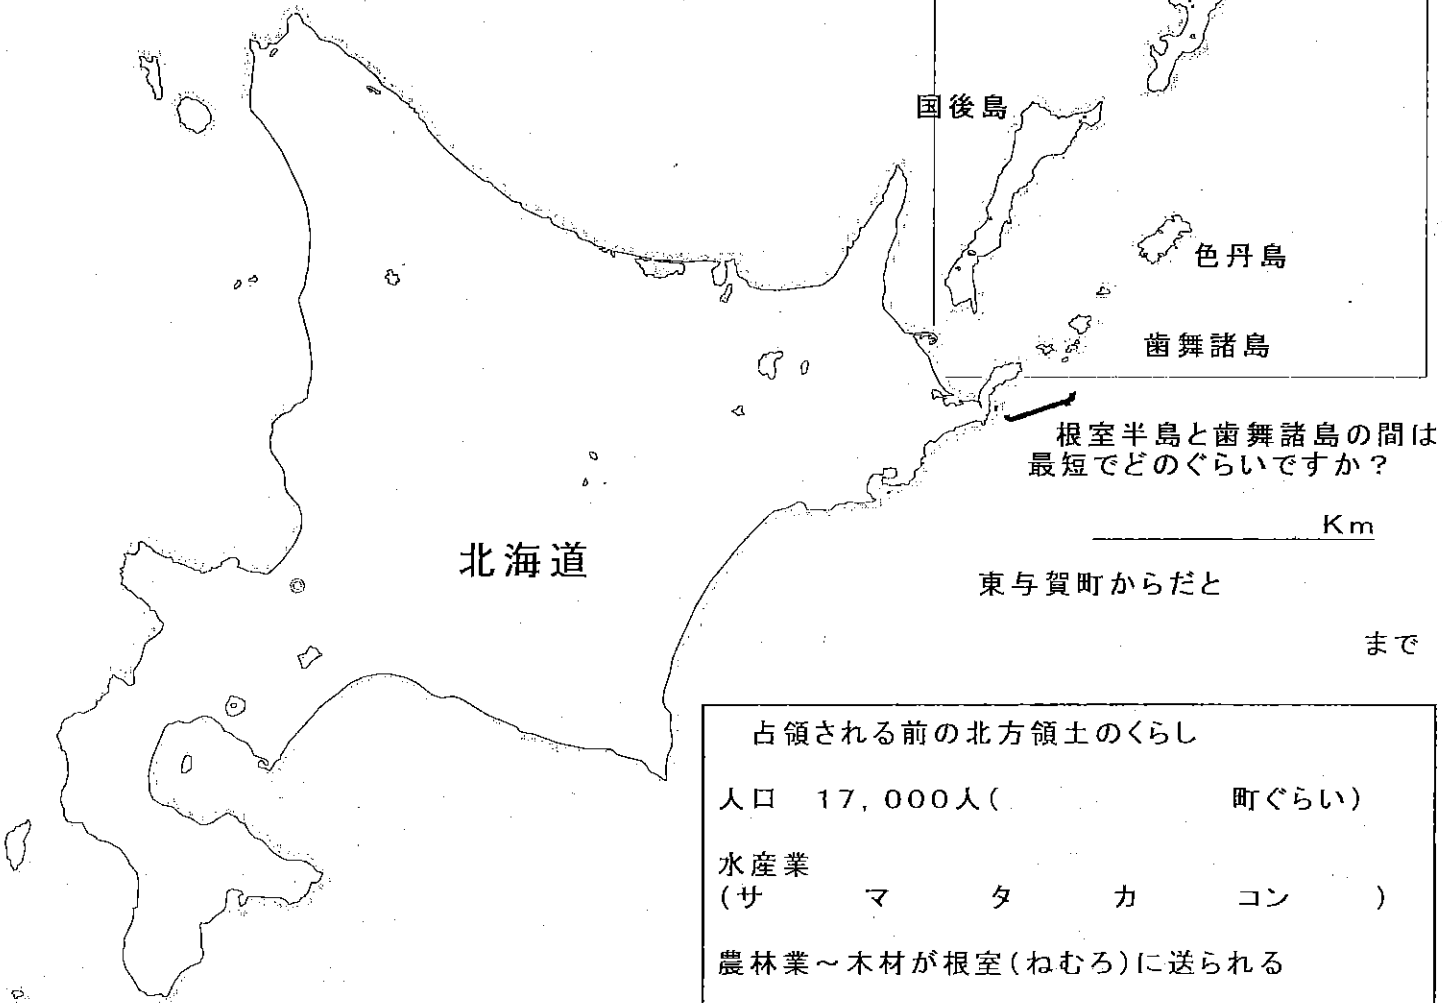 国後島
色丹島
歯舞諸島
根室半島と歯舞諸島の間は
最短でどのぐらいですか?
Km
北海道
東与賀町からだと
まで
占領される前の北方領土のくらし
人口 17,000人( 町ぐらい)
水産業
(サ マ タ カ コン )
農林業~木材が根室(ねむろ)に送られる